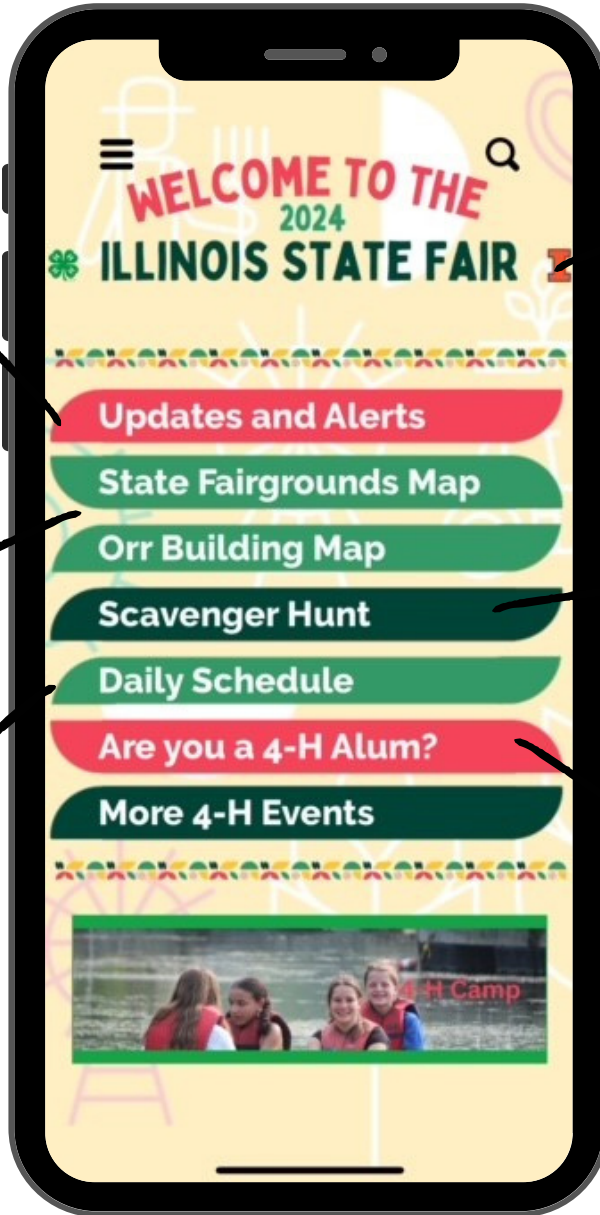 WELCOME TO THE
2024
ILLINOIS STATE FAIR
I
Updates and Alerts
State Fairgrounds Map
Orr Building Map
Scavenger Hunt
Daily Schedule
Are you a 4-H Alum?
More 4-H Events
4-H Camp